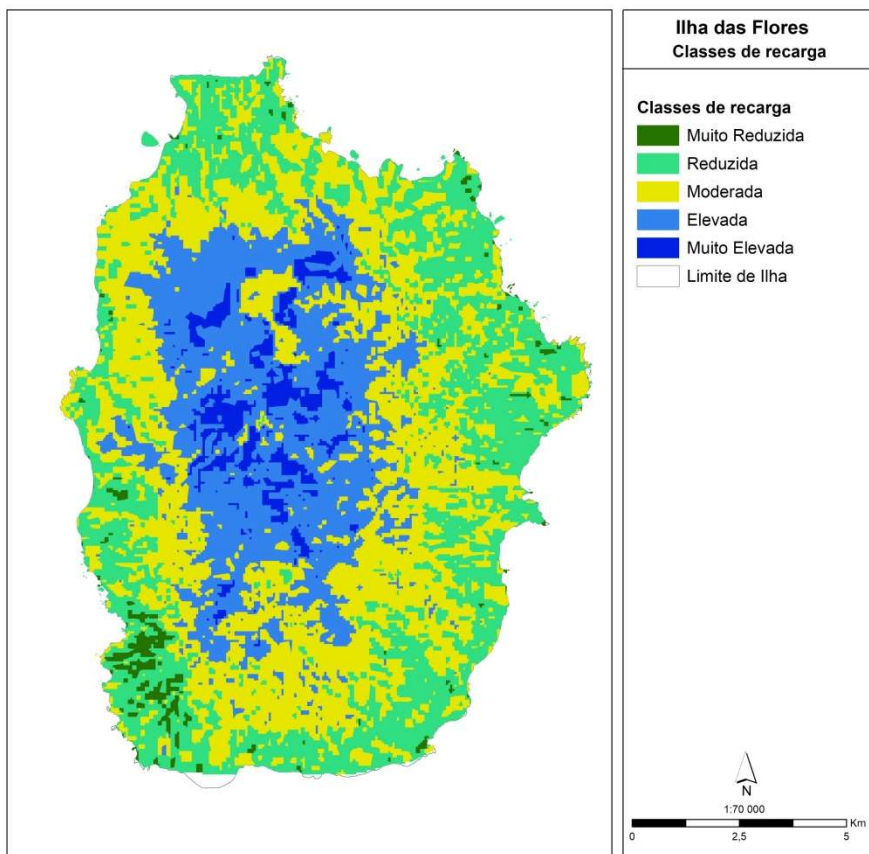 Ilha das Flores
Classes de recarga
Classes de recarga
Muito Reduzida
Reduzida
Moderada
Elevada
Muito Elevada
Limite de Ilha
N
1:70 000
Km
0 2,5 5